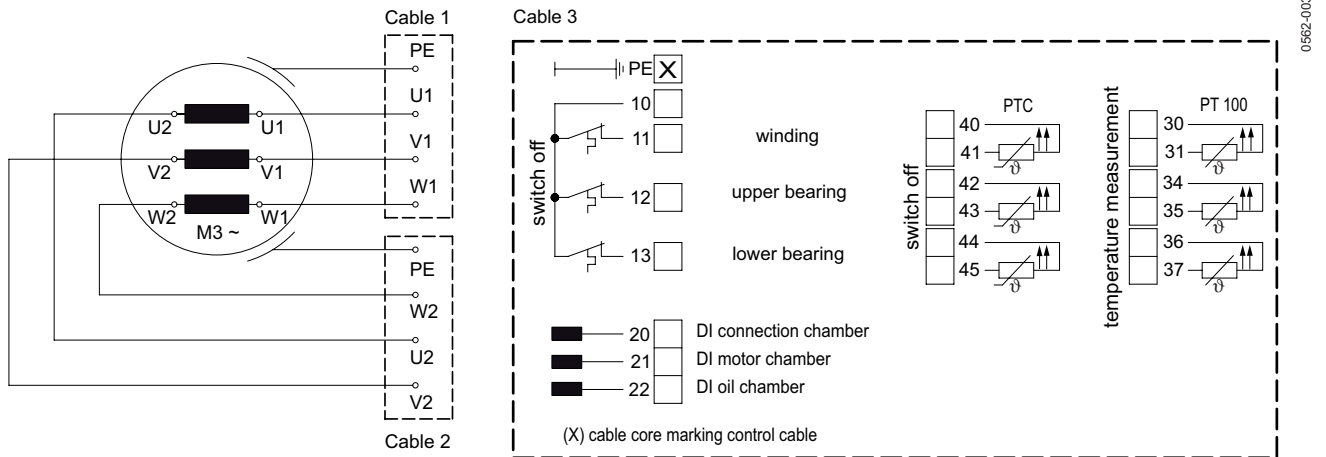 Cable 1
Cable 3
0562-003
PE
U1
V1
W1
U2
U1
V2
V1
W2
W1
M3 ~
PE
W2
U2
V2
Cable 2
PE X
switch off
10
11 winding
12 upper bearing
13 lower bearing
20 DI connection chamber
21 DI motor chamber
22 DI oil chamber
(X) cable core marking control cable
switch off
PTC
40
41
ϑ
42
43
ϑ
44
45
ϑ
temperature measurement
PT 100
30
31
ϑ
34
35
ϑ
36
37
ϑ